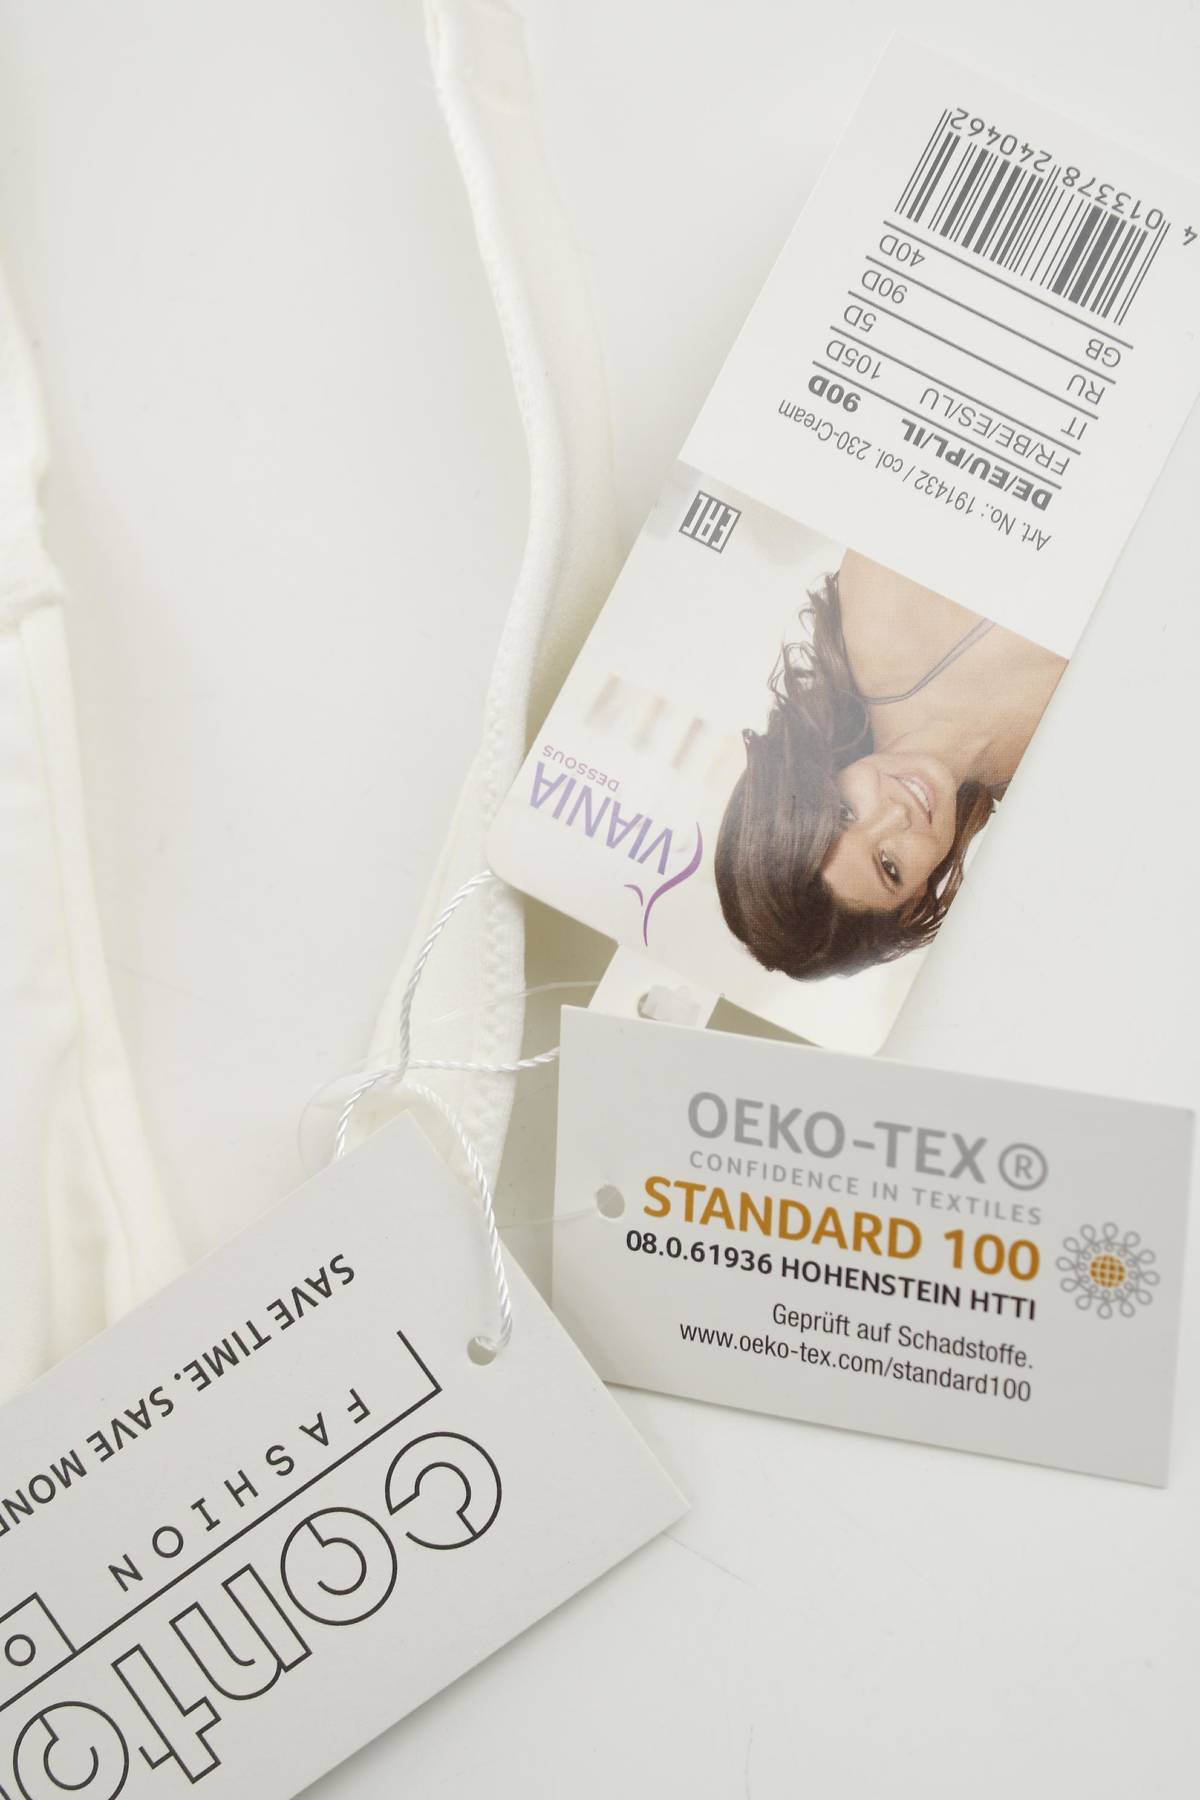 VIANIA
DESSOUS
EAC
Art. No.: 191432 / col. 230-Cream
DE/EU/PL/IL 90D
FR/BE/ES/LU 105D
IT 5D
RU 90D
GB 40D
4 013378 240462
OEKO-TEX®
CONFIDENCE IN TEXTILES
STANDARD 100
08.0.61936 HOHENSTEIN HTTI
Geprüft auf Schadstoffe.
www.oeko-tex.com/standard100
conto
FASHION
SAVE TIME. SAVE